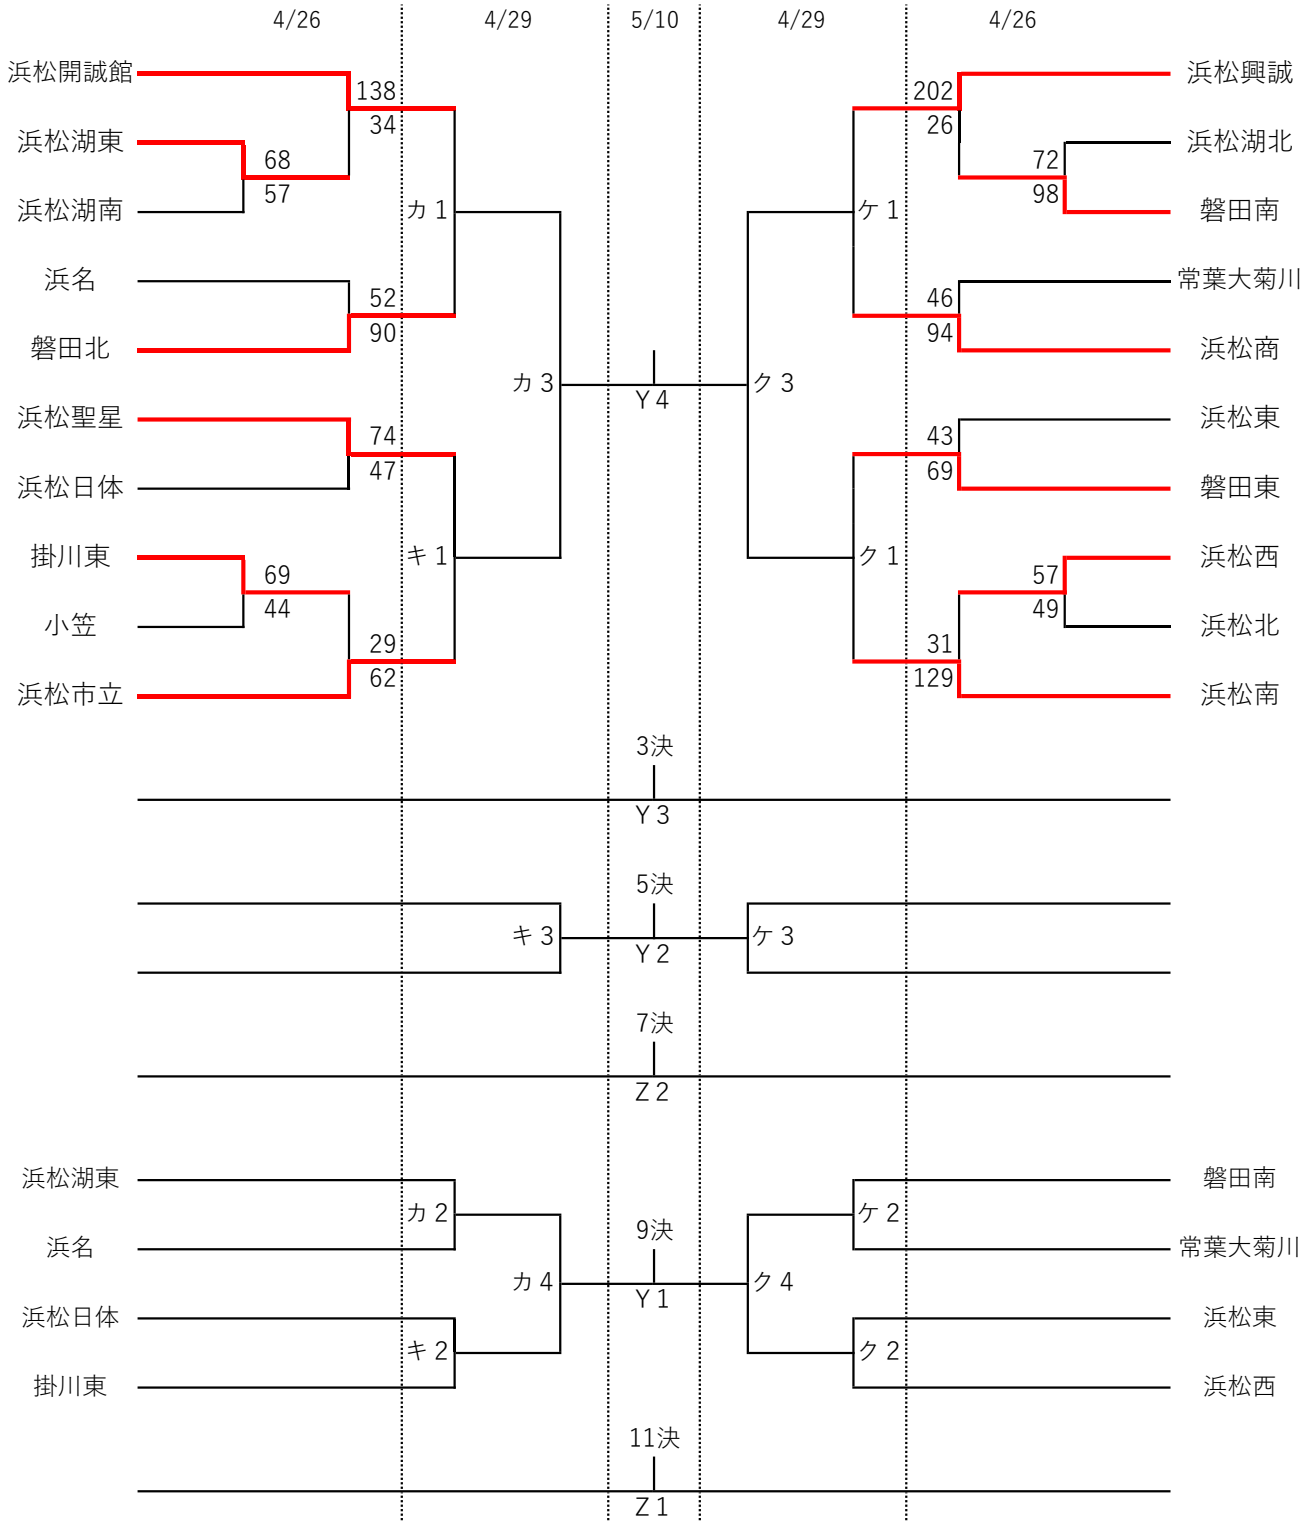 4/26 4/29 5/10 4/29 4/26
浜松開誠館 浜松興誠
138 202
34 26
浜松湖東 浜松湖北
68 72
57 98
浜松湖南 カ1 ケ1 磐田南
浜名 常葉大菊川
52 46
90 94
磐田北 浜松商
カ3 ク3
Y4
浜松聖星 浜松東
74 43
47 69
浜松日体 磐田東
掛川東 キ1 ク1 浜松西
69 57
44 49
小笠 浜松北
29 31
62 129
浜松市立 浜松南
3決
Y3
5決
キ3 ケ3
Y2
7決
Z2
浜松湖東 磐田南
カ2 ケ2
9決
浜名 常葉大菊川
カ4 ク4
Y1
浜松日体 浜松東
キ2 ク2
掛川東 浜松西
11決
Z1